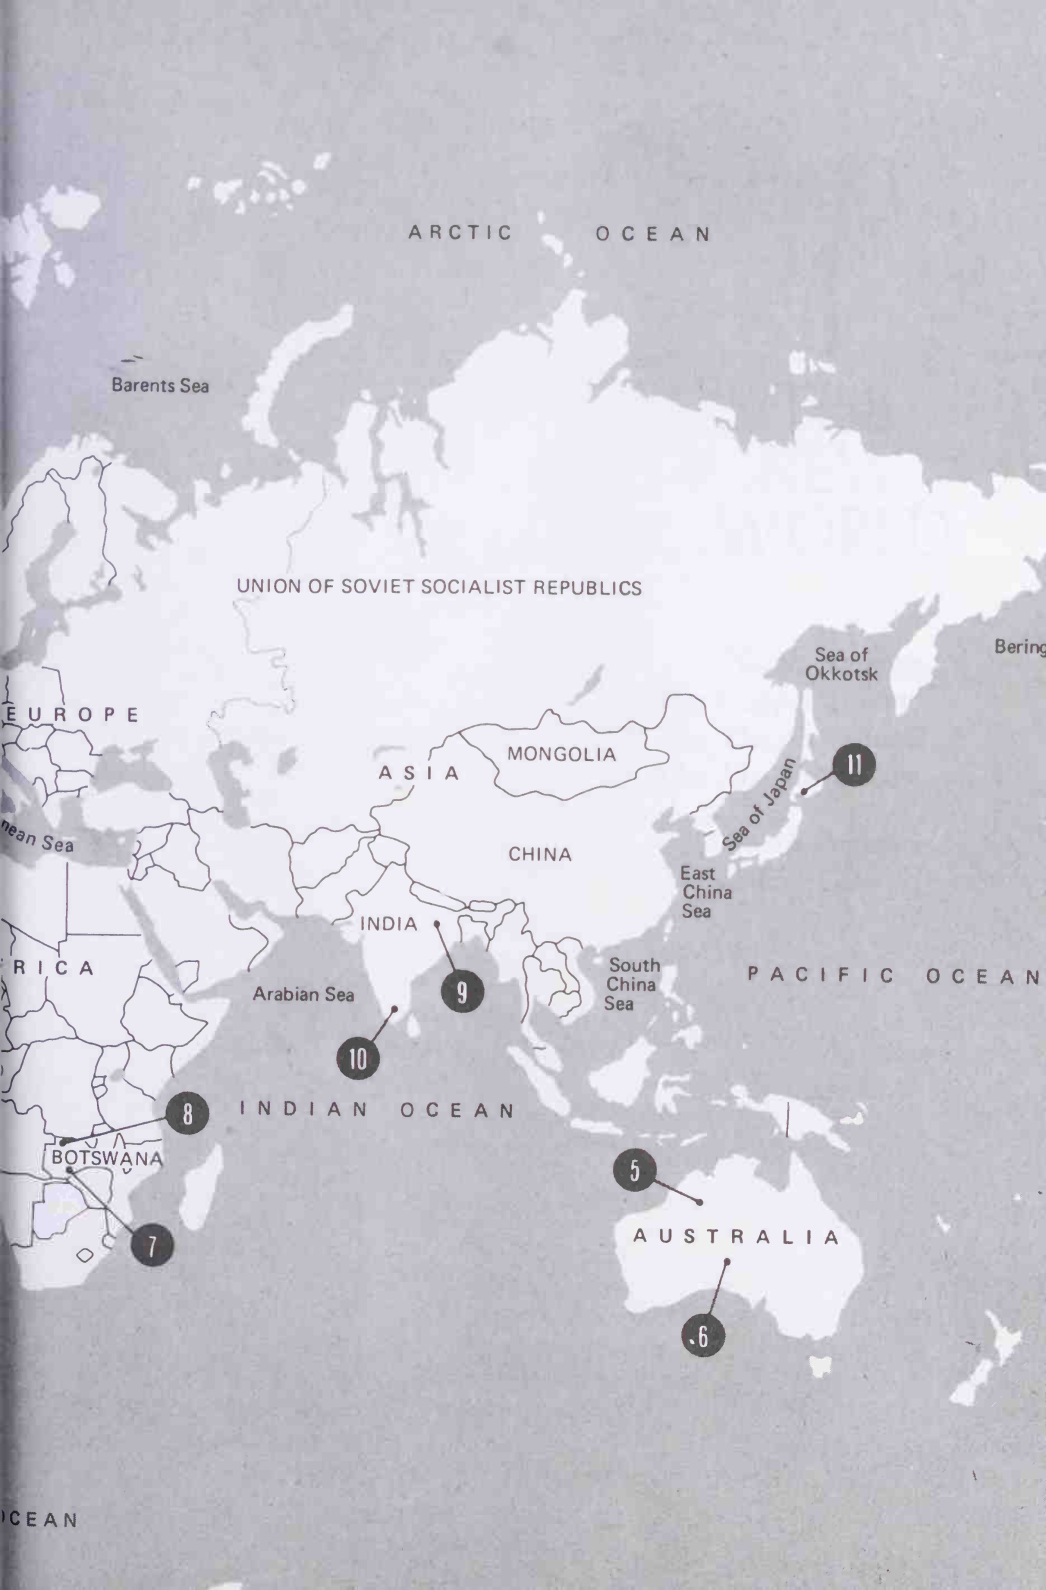 ARCTIC OCEAN
Barents Sea
UNION OF SOVIET SOCIALIST REPUBLICS
Sea of
Okkotsk
Bering
EUROPE
MONGOLIA
ASIA
11
Sea of Japan
nean Sea
CHINA
East
China
Sea
INDIA
RICA
South
China
Sea
PACIFIC OCEAN
Arabian Sea
9
10
8
INDIAN OCEAN
BOTSWANA
5
7
AUSTRALIA
6
OCEAN